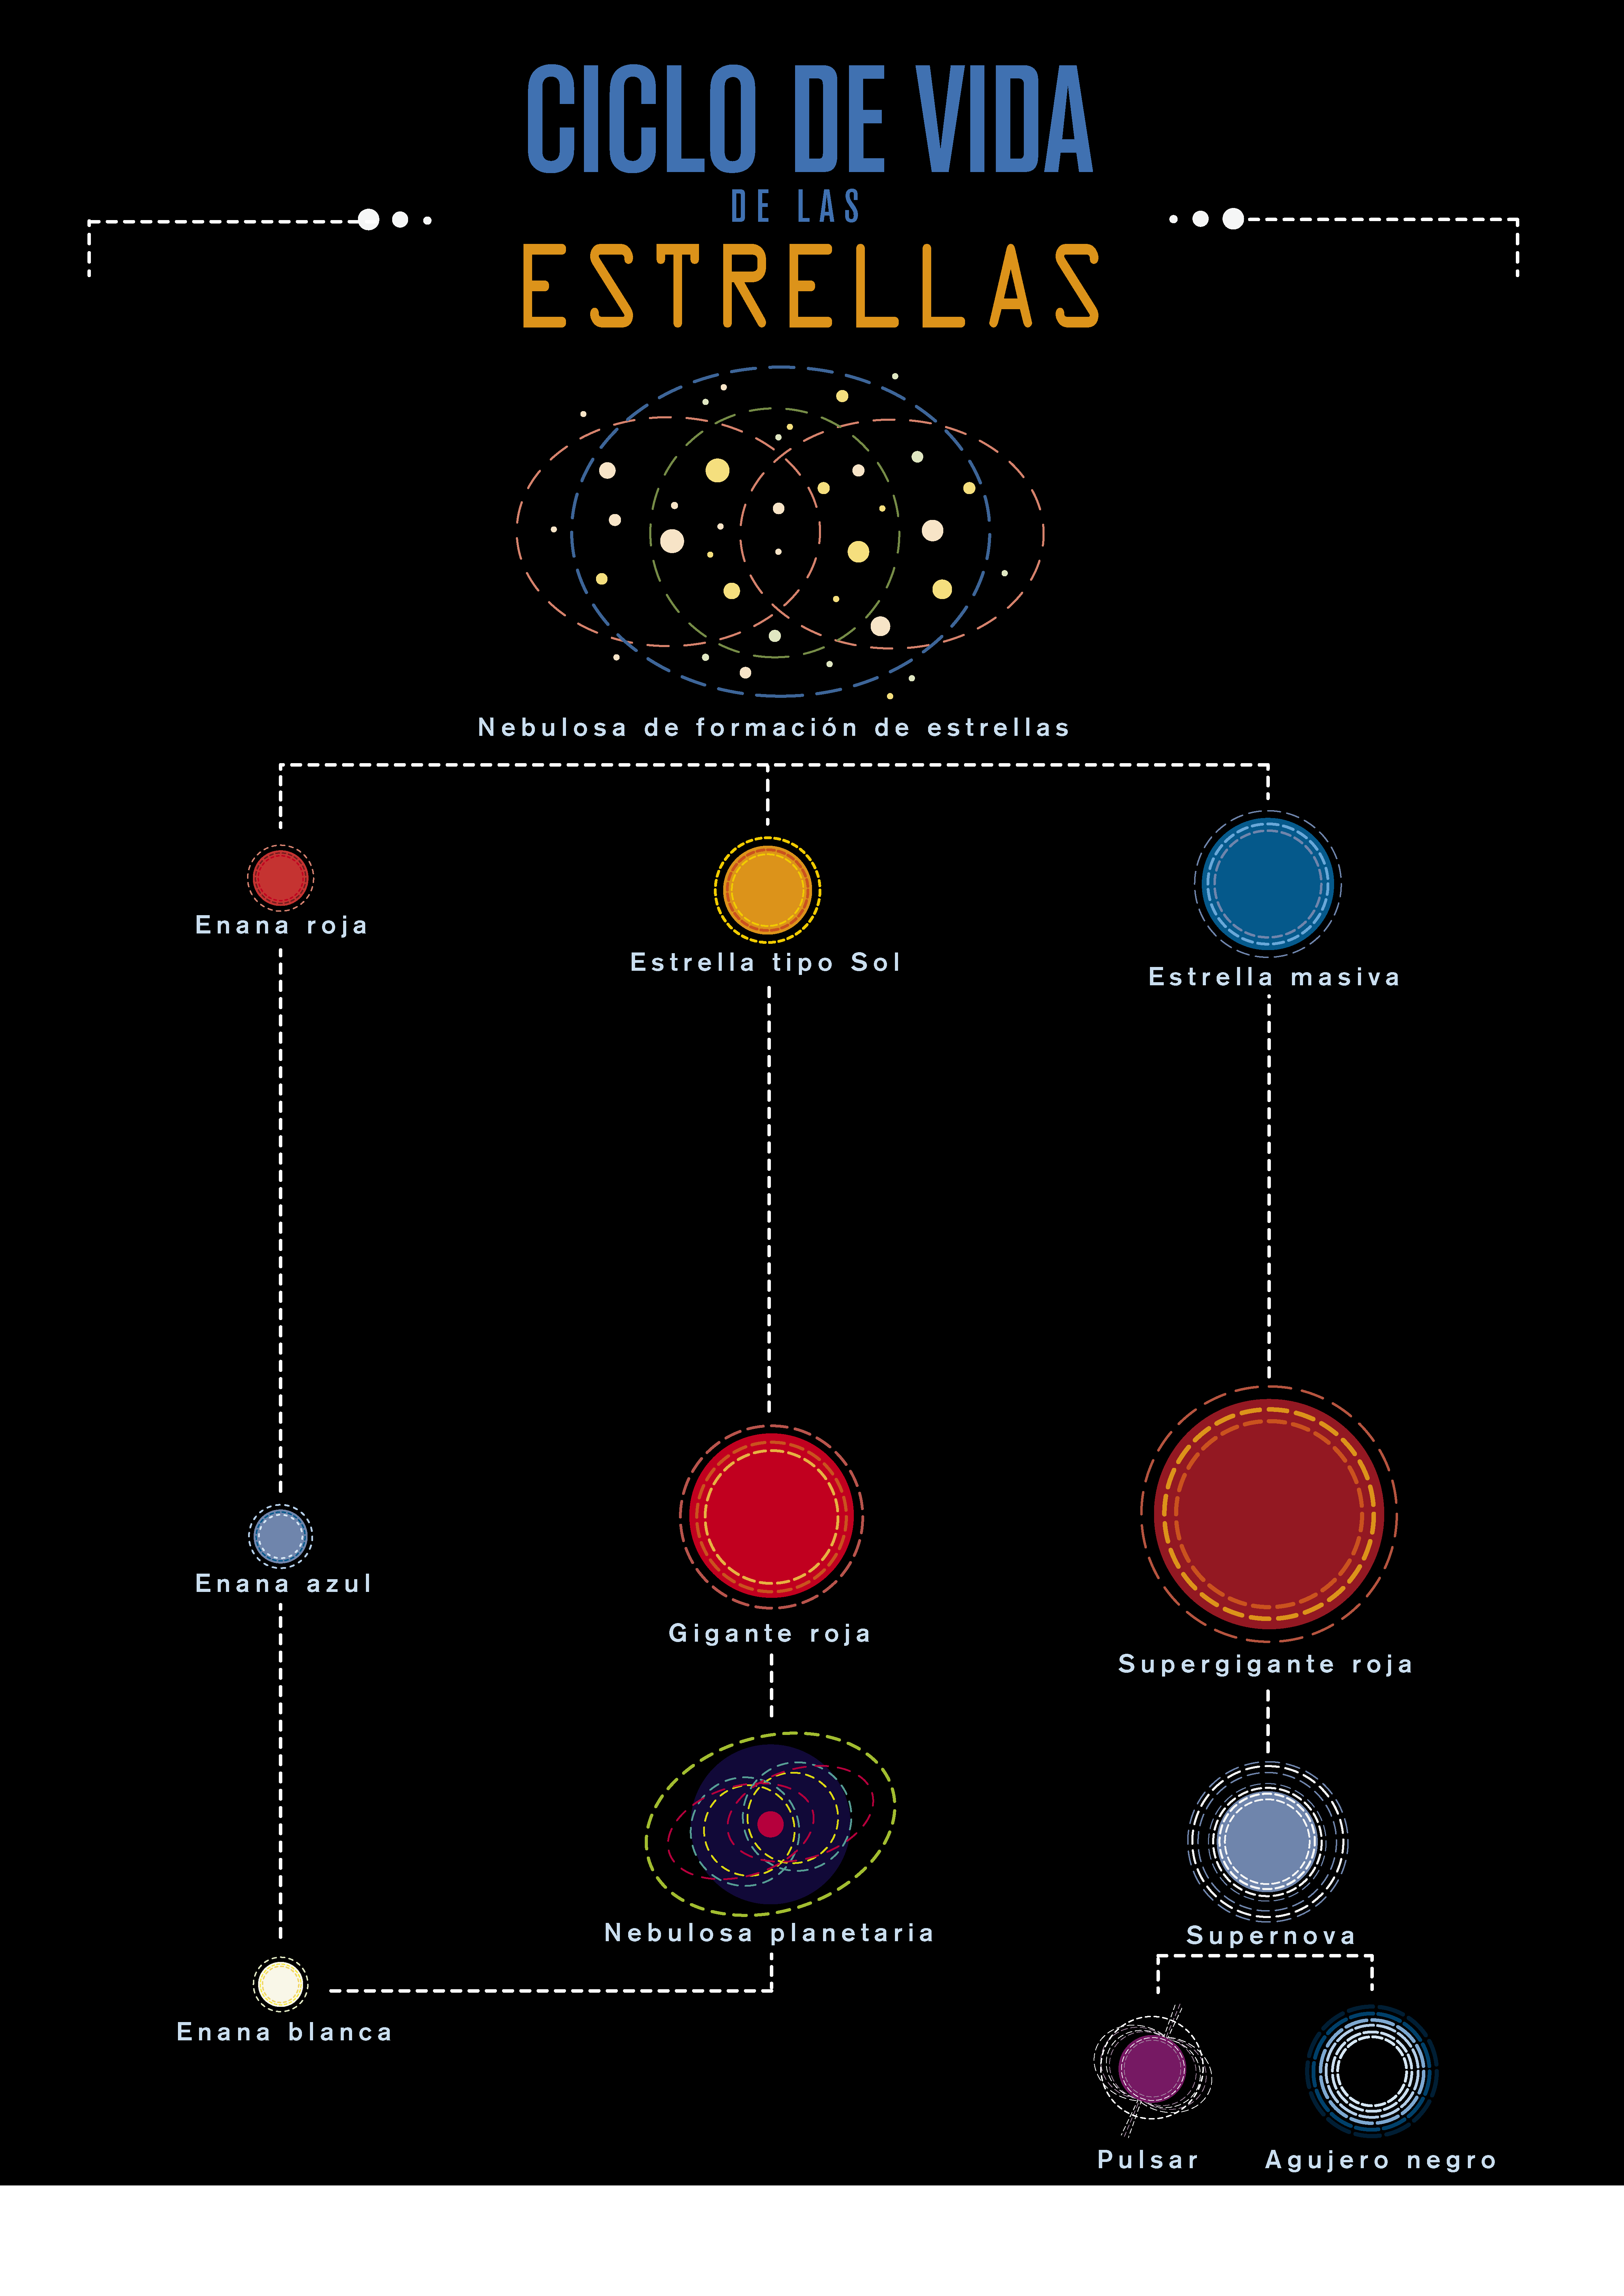 CICLO DE VIDA
DE LAS
ESTRELLAS
Nebulosa de formación de estrellas
Enana roja
Estrella tipo Sol
Estrella masiva
Enana azul
Gigante roja
Supergigante roja
Nebulosa planetaria
Supernova
Enana blanca
Pulsar
Agujero negro